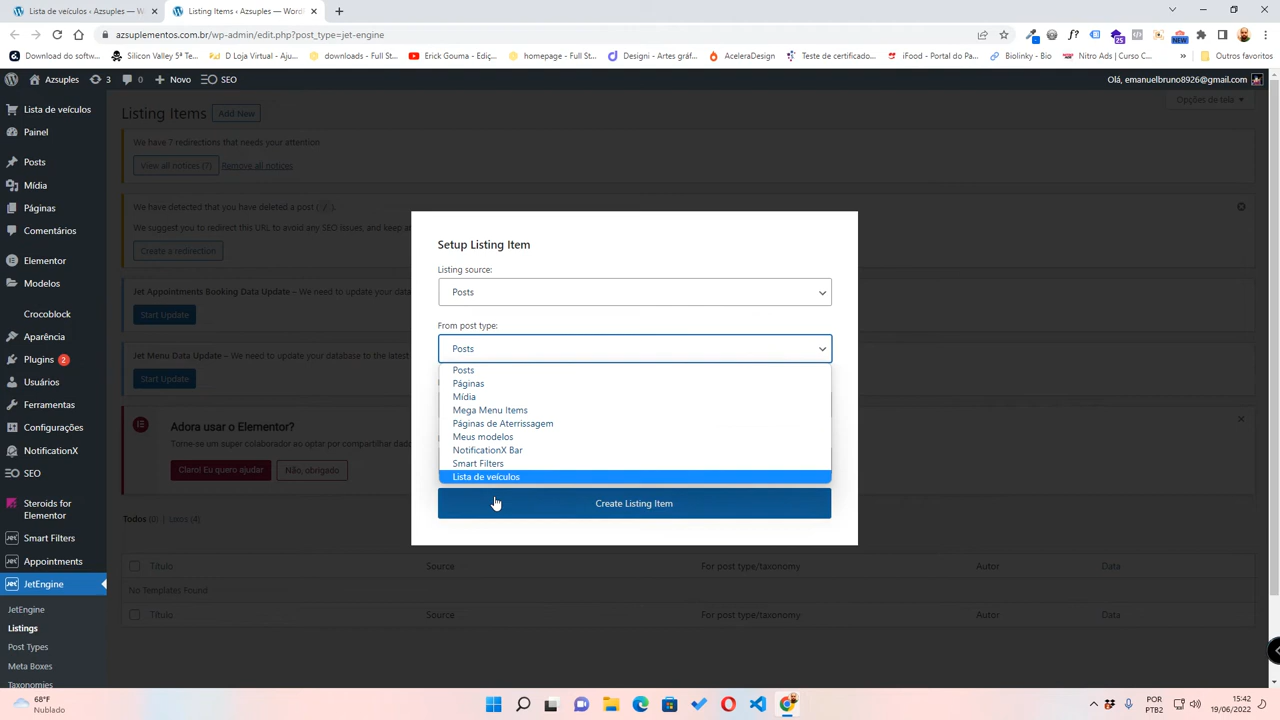 Lista de veículos ‹ Azsuples — W
Listing Items ‹ Azsuples — WordP
azsuplementos.com.br/wp-admin/edit.php?post_type=jet-engine
Download do softw...
Silicon Valley 5ª Te...
D Loja Virtual - Aju...
downloads - Full St...
Erick Gouma - Ediç...
homepage - Full St...
Designi - Artes gráf...
AceleraDesign
Teste de certificado...
iFood - Portal do Pa...
Biolinky - Bio
Nitro Ads | Curso C...
Outros favoritos
NEW
25
Azsuples
3
0
Novo
SEO
Olá, emanuelbruno8926@gmail.com
Lista de veículos
Painel
Posts
Mídia
Páginas
Comentários
Elementor
Modelos
Crocoblock
Aparência
Plugins 2
Usuários
Ferramentas
Configurações
NotificationX
SEO
Steroids for
Elementor
Smart Filters
Appointments
JetEngine
JetEngine
Listings
Post Types
Meta Boxes
Taxonomies
Listing Items
Add New
Opções de tela
We have 7 redirections that need your attention
View all notices (7)
Remove all notices
We have detected that you have deleted a post ( / ).
We suggest you to redirect this URL to avoid any SEO issues, and keep
Create a redirection
Jet Appointments Booking Data Update – We need to update your dat
Start Update
Jet Menu Data Update – We need to update your database to the latest
Start Update
Adora usar o Elementor?
Torne-se um super colaborador ao optar por compartilhar dado
Claro! Eu quero ajudar
Não, obrigado
Todos (0) | Lixo (4)
Título
Source
For post type/taxonomy
Autor
Data
No Templates Found
Título
Source
For post type/taxonomy
Autor
Data
Setup Listing Item
Listing source:
Posts
From post type:
Posts
Posts
Páginas
Mídia
Mega Menu Items
Páginas de Aterrissagem
Meus modelos
NotificationX Bar
Smart Filters
Lista de veículos
Create Listing Item
68°F
Nublado
POR
PTB2
15:42
19/06/2022